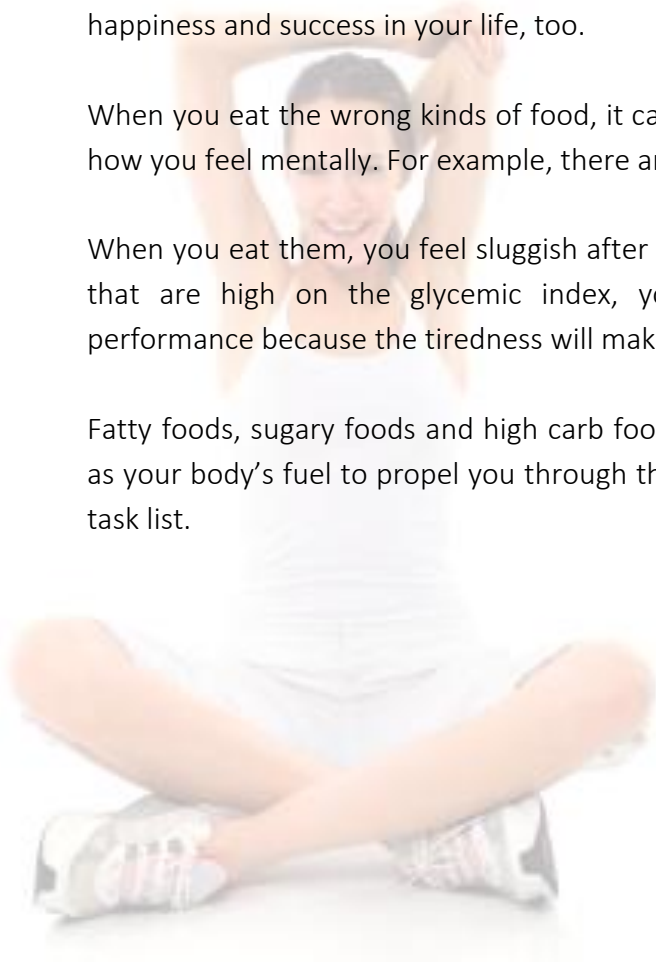 happiness and success in your life, too.
When you eat the wrong kinds of food, it ca
how you feel mentally. For example, there ar
When you eat them, you feel sluggish after
that are high on the glycemic index, yo
performance because the tiredness will mak
Fatty foods, sugary foods and high carb foo
as your body’s fuel to propel you through th
task list.